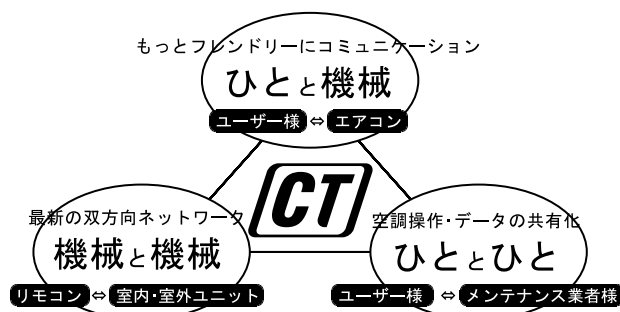 もっとフレンドリーにコミュニケーション
ひとと機械
ユーザー様 ⇔ エアコン
CT
最新の双方向ネットワーク
機械と機械
リモコン ⇔ 室内・室外ユニット
空調操作・データの共有化
ひととひと
ユーザー様 ⇔ メンテナンス業者様